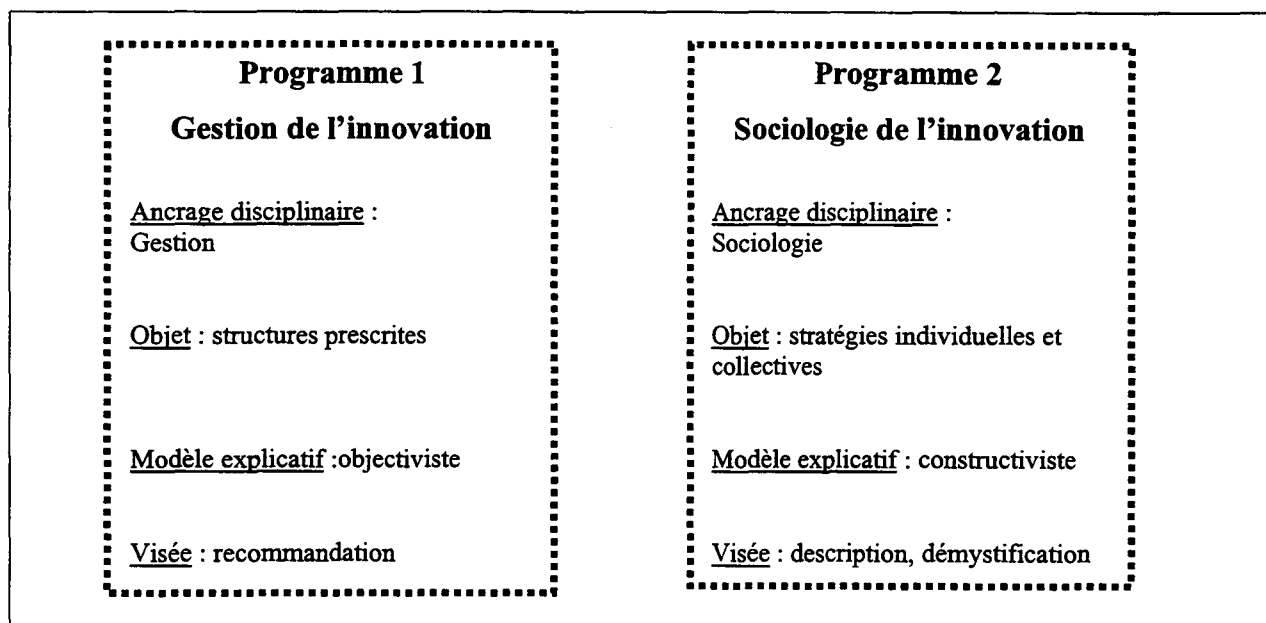 Programme 1
Gestion de l'innovation
Ancrage disciplinaire :
Gestion
Objet : structures prescrites
Modèle explicatif :objectiviste
Visée : recommandation
Programme 2
Sociologie de l'innovation
Ancrage disciplinaire :
Sociologie
Objet : stratégies individuelles et
collectives
Modèle explicatif : constructiviste
Visée : description, démystification